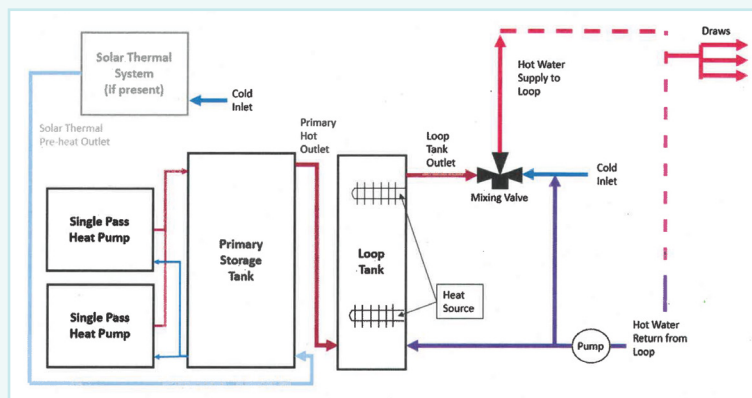 Solar Thermal
System
(if present)
Cold
Inlet
Solar Thermal
Pre-heat Outlet
Single Pass
Heat Pump
Single Pass
Heat Pump
Primary
Storage
Tank
Primary
Hot
Outlet
Loop
Tank
Heat
Source
Loop
Tank
Outlet
Hot Water
Supply to
Loop
Mixing Valve
Cold
Inlet
Draws
Pump
Hot Water
Return from
Loop